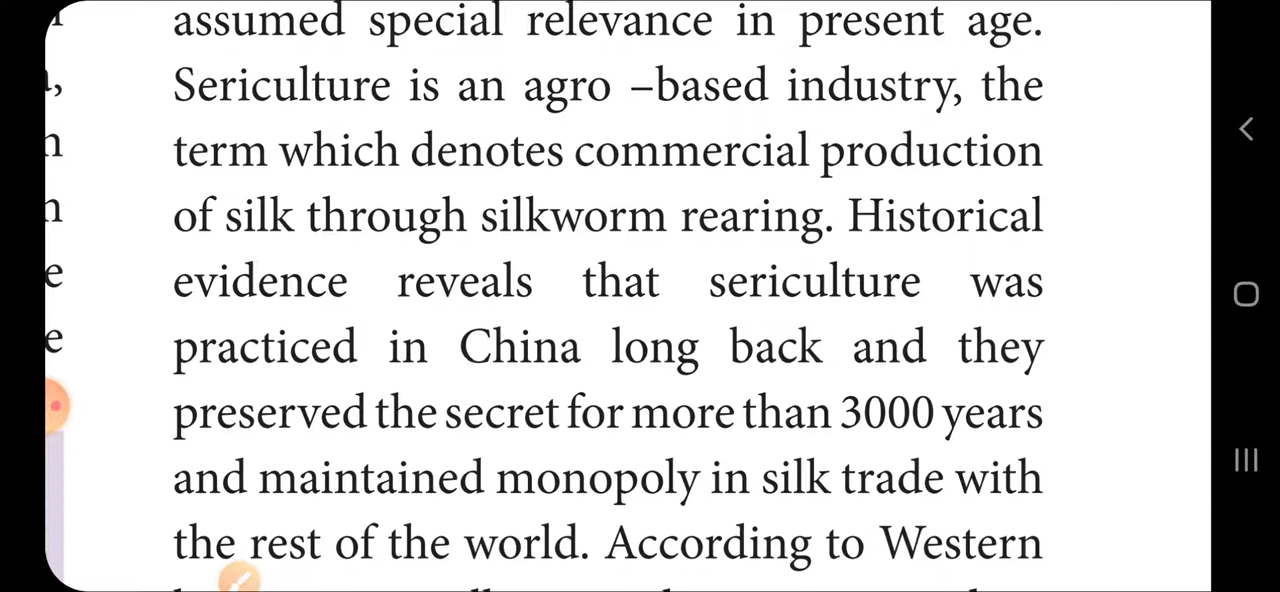 assumed special relevance in present age.
Sericulture is an agro –based industry, the
term which denotes commercial production
of silk through silkworm rearing. Historical
evidence reveals that sericulture was
practiced in China long back and they
preserved the secret for more than 3000 years
and maintained monopoly in silk trade with
the rest of the world. According to Western